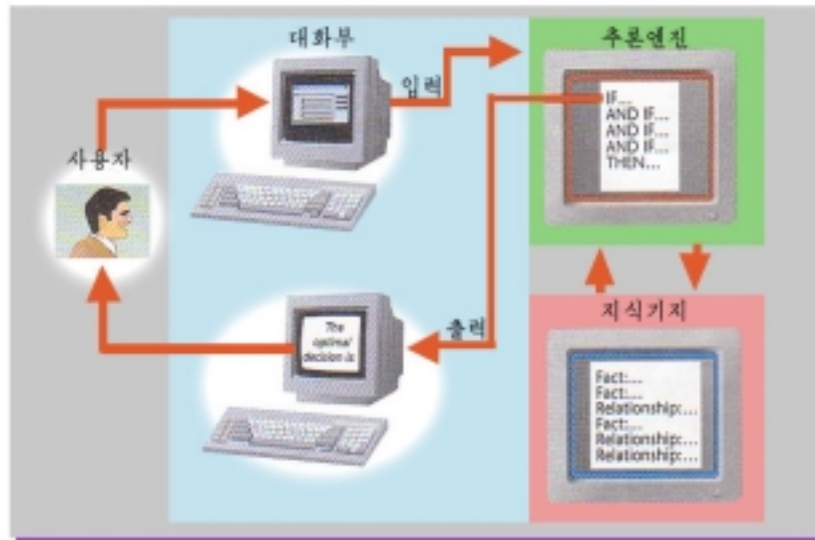 대화부
추론엔진
입력
IF...
AND IF...
AND IF...
AND IF...
THEN...
사용자
지식기지
출력
The
optimal
decision is
Fact:...
Fact:...
Relationship:...
Fact:...
Relationship:...
Relationship:...